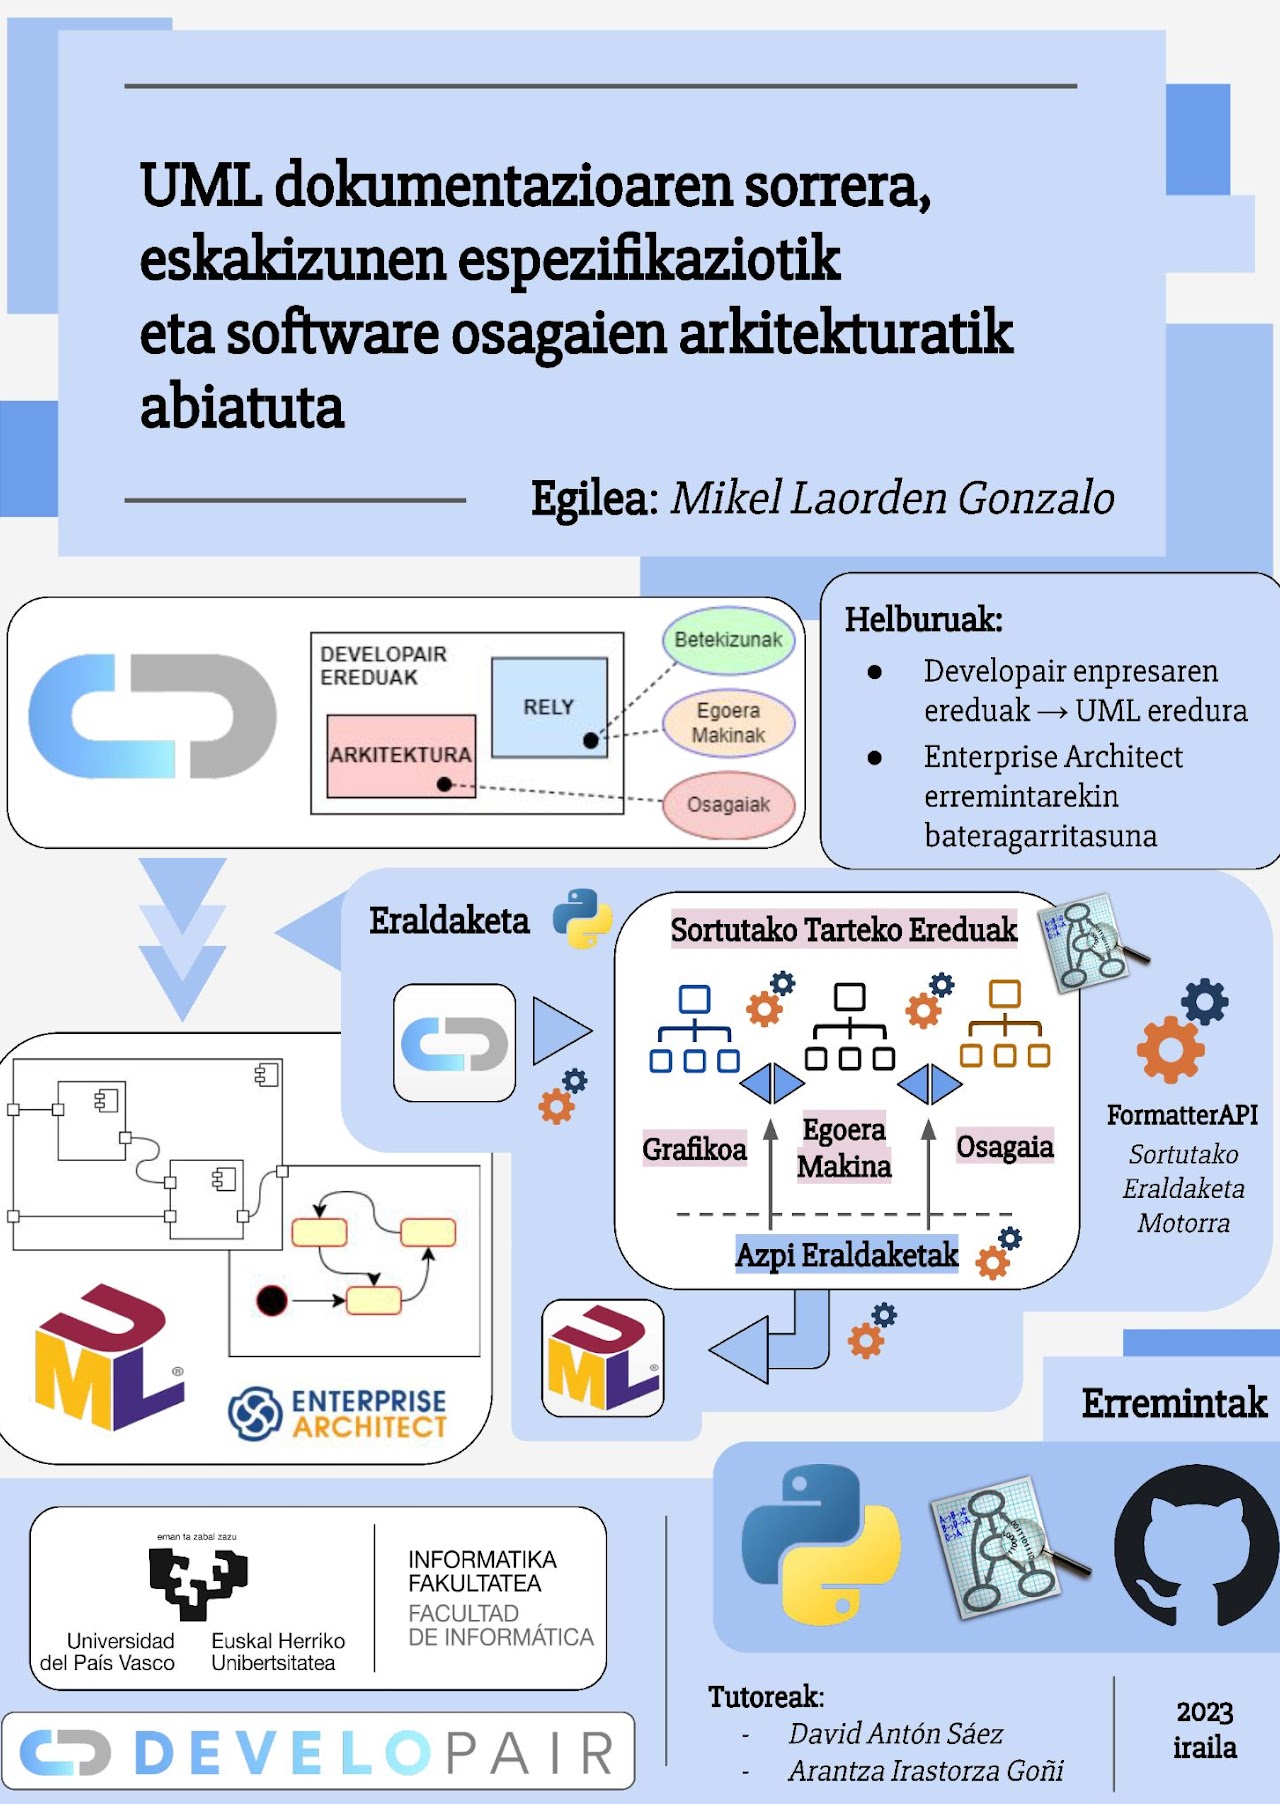 UML dokumentazioaren sorrera,
eskakizunen espezifikaziotik
eta software osagaien arkitekturatik
abiatuta
Egilea: Mikel Laorden Gonzalo
DEVELOPAIR
EREDUAK
RELY
ARKITEKTURA
Betekizunak
Egoera
Makinak
Osagaiak
Helburuak:
● Developair enpresaren
ereduak → UML eredura
● Enterprise Architect
erremintarekin
bateragarritasuna
Eraldaketa
Sortutako Tarteko Ereduak
Grafikoa
Egoera
Makina
Osagaia
Azpi Eraldaketak
FormatterAPI
Sortutako
Eraldaketa
Motorra
UML®
ENTERPRISE
ARCHITECT
UML®
Erremintak
eman ta zabal zazu
Universidad
del País Vasco
Euskal Herriko
Unibertsitatea
INFORMATIKA
FAKULTATEA
FACULTAD
DE INFORMÁTICA
DEVELOPAIR
Tutoreak:
- David Antón Sáez
- Arantza Irastorza Goñi
2023
iraila